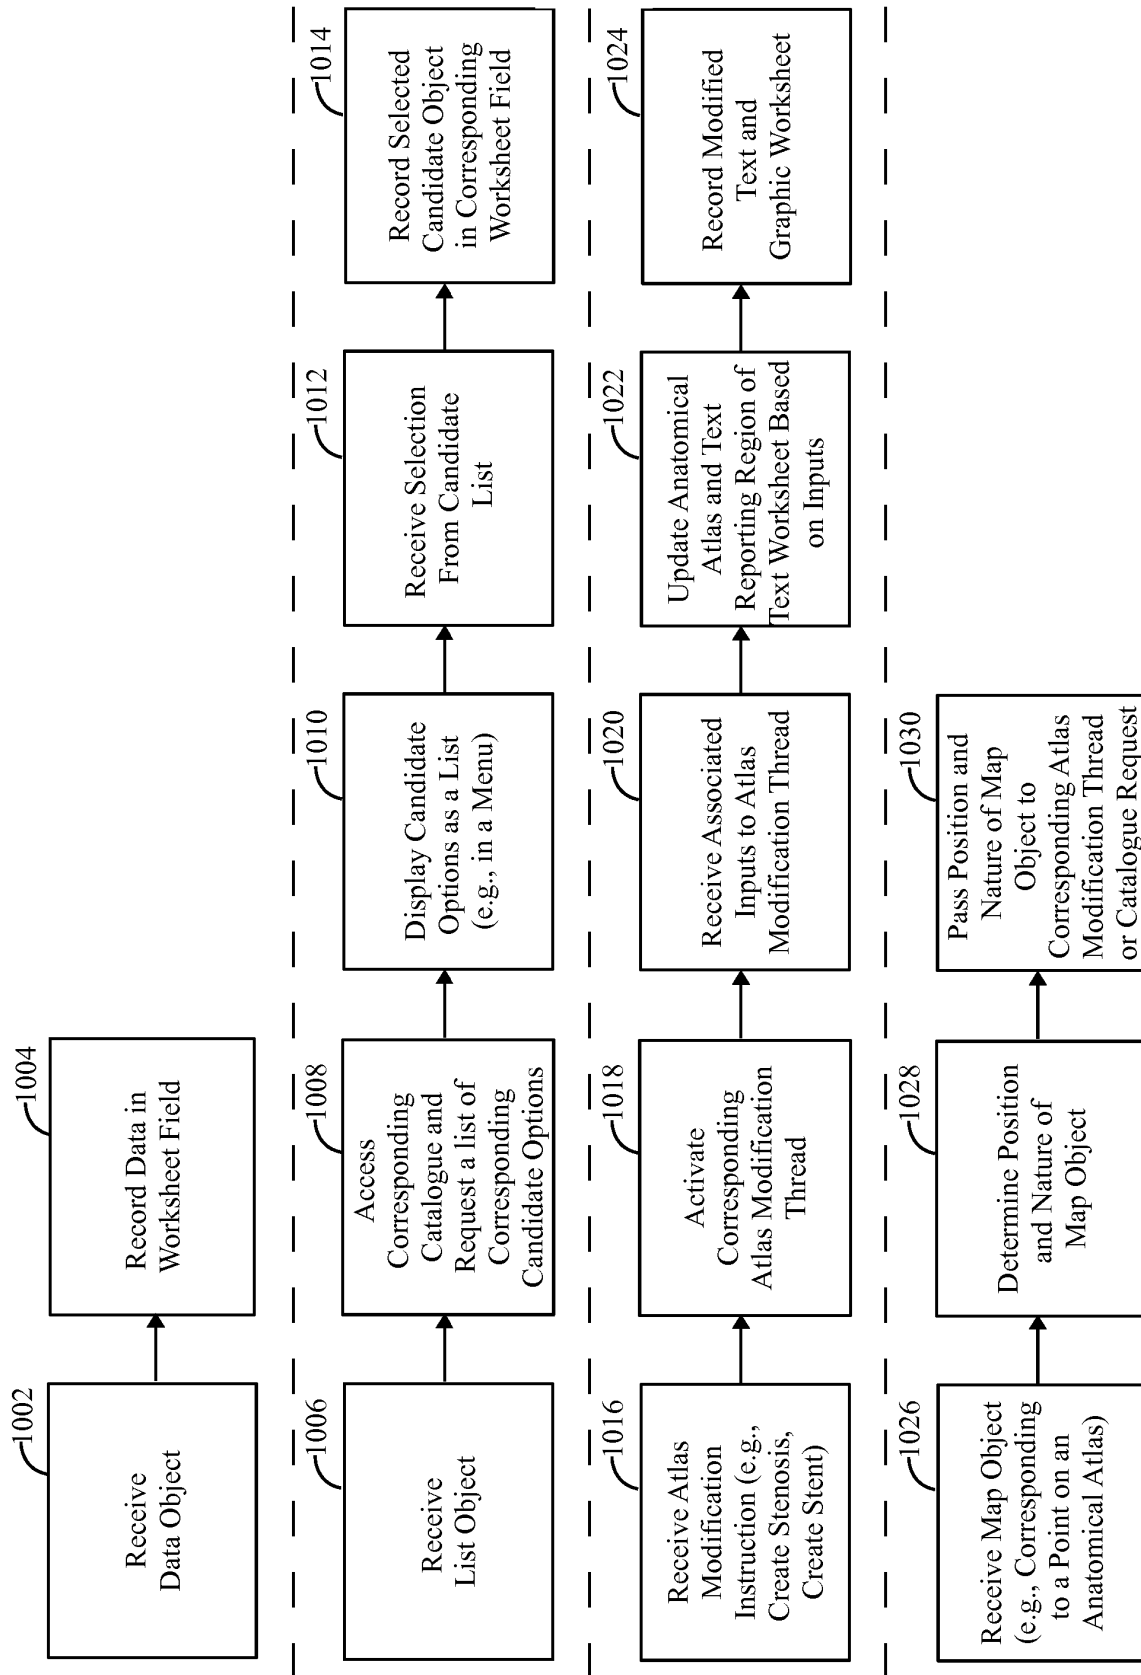 1002
Receive
Data Object
1004
Record Data in
Worksheet Field
1006
Receive
List Object
1008
Access
Corresponding
Catalogue and
Request a list of
Corresponding
Candidate Options
1010
Display Candidate
Options as a List
(e.g., in a Menu)
1012
Receive Selection
From Candidate
List
1014
Record Selected
Candidate Object
in Corresponding
Worksheet Field
1016
Receive Atlas
Modification
Instruction (e.g.,
Create Stenosis,
Create Stent)
1018
Activate
Corresponding
Atlas Modification
Thread
1020
Receive Associated
Inputs to Atlas
Modification Thread
1022
Update Anatomical
Atlas and Text
Reporting Region of
Text Worksheet Based
on Inputs
1024
Record Modified
Text and
Graphic Worksheet
1026
Receive Map Object
(e.g., Corresponding
to a Point on an
Anatomical Atlas)
1028
Determine Position
and Nature of
Map Object
1030
Pass Position and
Nature of Map
Object to
Corresponding Atlas
Modification Thread
or Catalogue Request